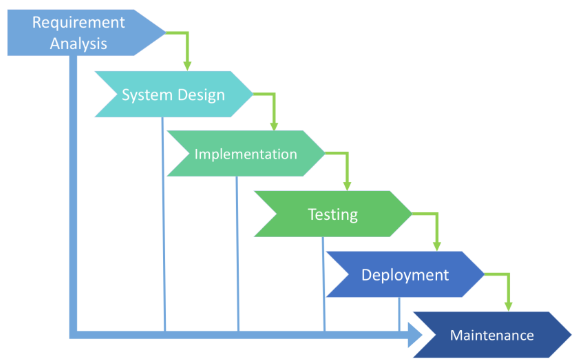 Requirement
Analysis
System Design
Implementation
Testing
Deployment
Maintenance